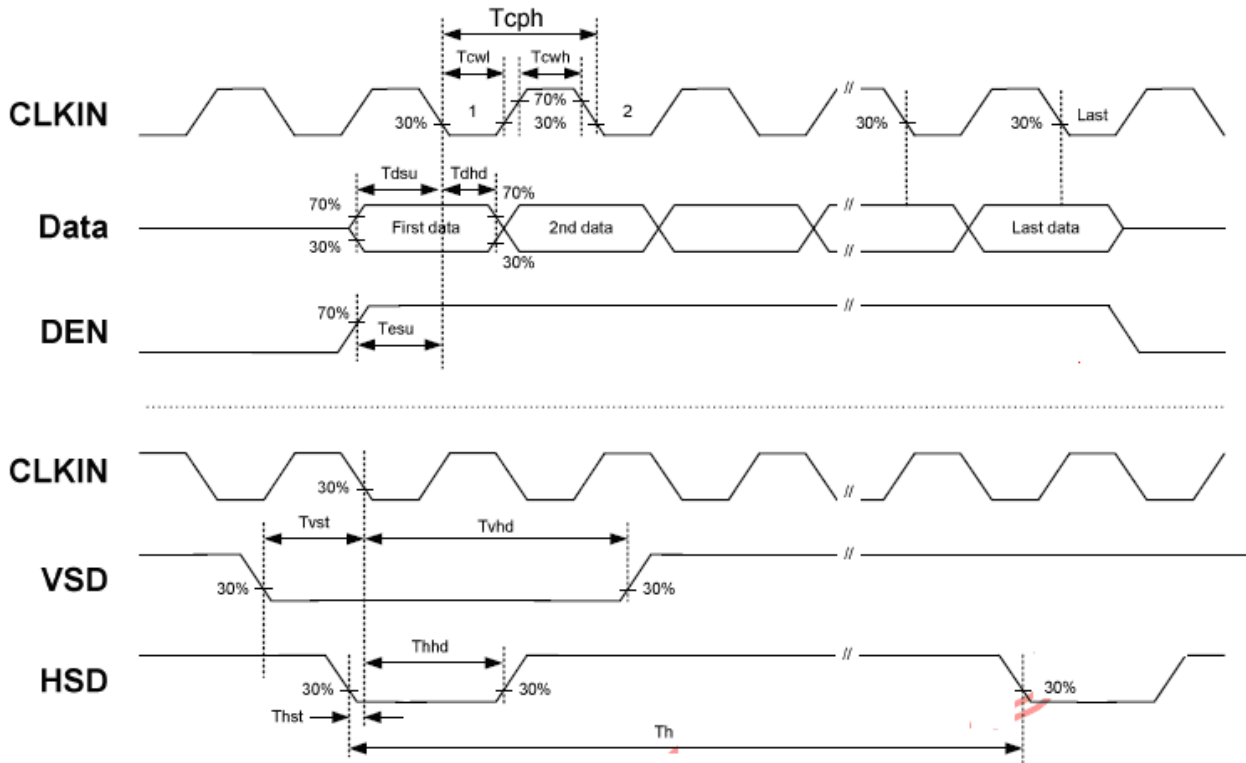 Tcph
Tcwl Tcwh
CLKIN 30% 1 70% 30% 2 // 30% 30% Last
Tdsu Tdhd
70% 70%
Data First data 2nd data // // Last data
30% 30%
DEN 70% Tesu //
CLKIN 30% //
Tvst Tvhd
VSD 30% 30% //
Thhd
HSD 30% 30% // 30%
Thst
Th